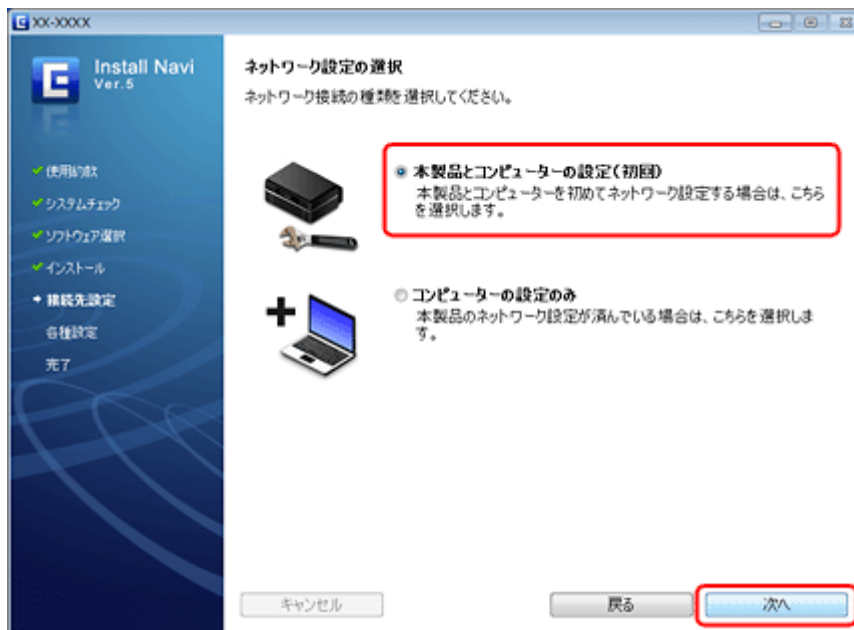 XX-XXXX
Install Navi
Ver.5
使用許諾
システムチェック
ソフトウェア選択
インストール
接続先設定
各種設定
完了
ネットワーク設定の選択
ネットワーク接続の種類を選択してください。
本製品とコンピューターの設定(初回)
本製品とコンピューターを初めてネットワーク設定する場合は、こちら
を選択します。
コンピューターの設定のみ
本製品のネットワーク設定が済んでいる場合は、こちらを選択しま
す。
キャンセル
戻る
次へ